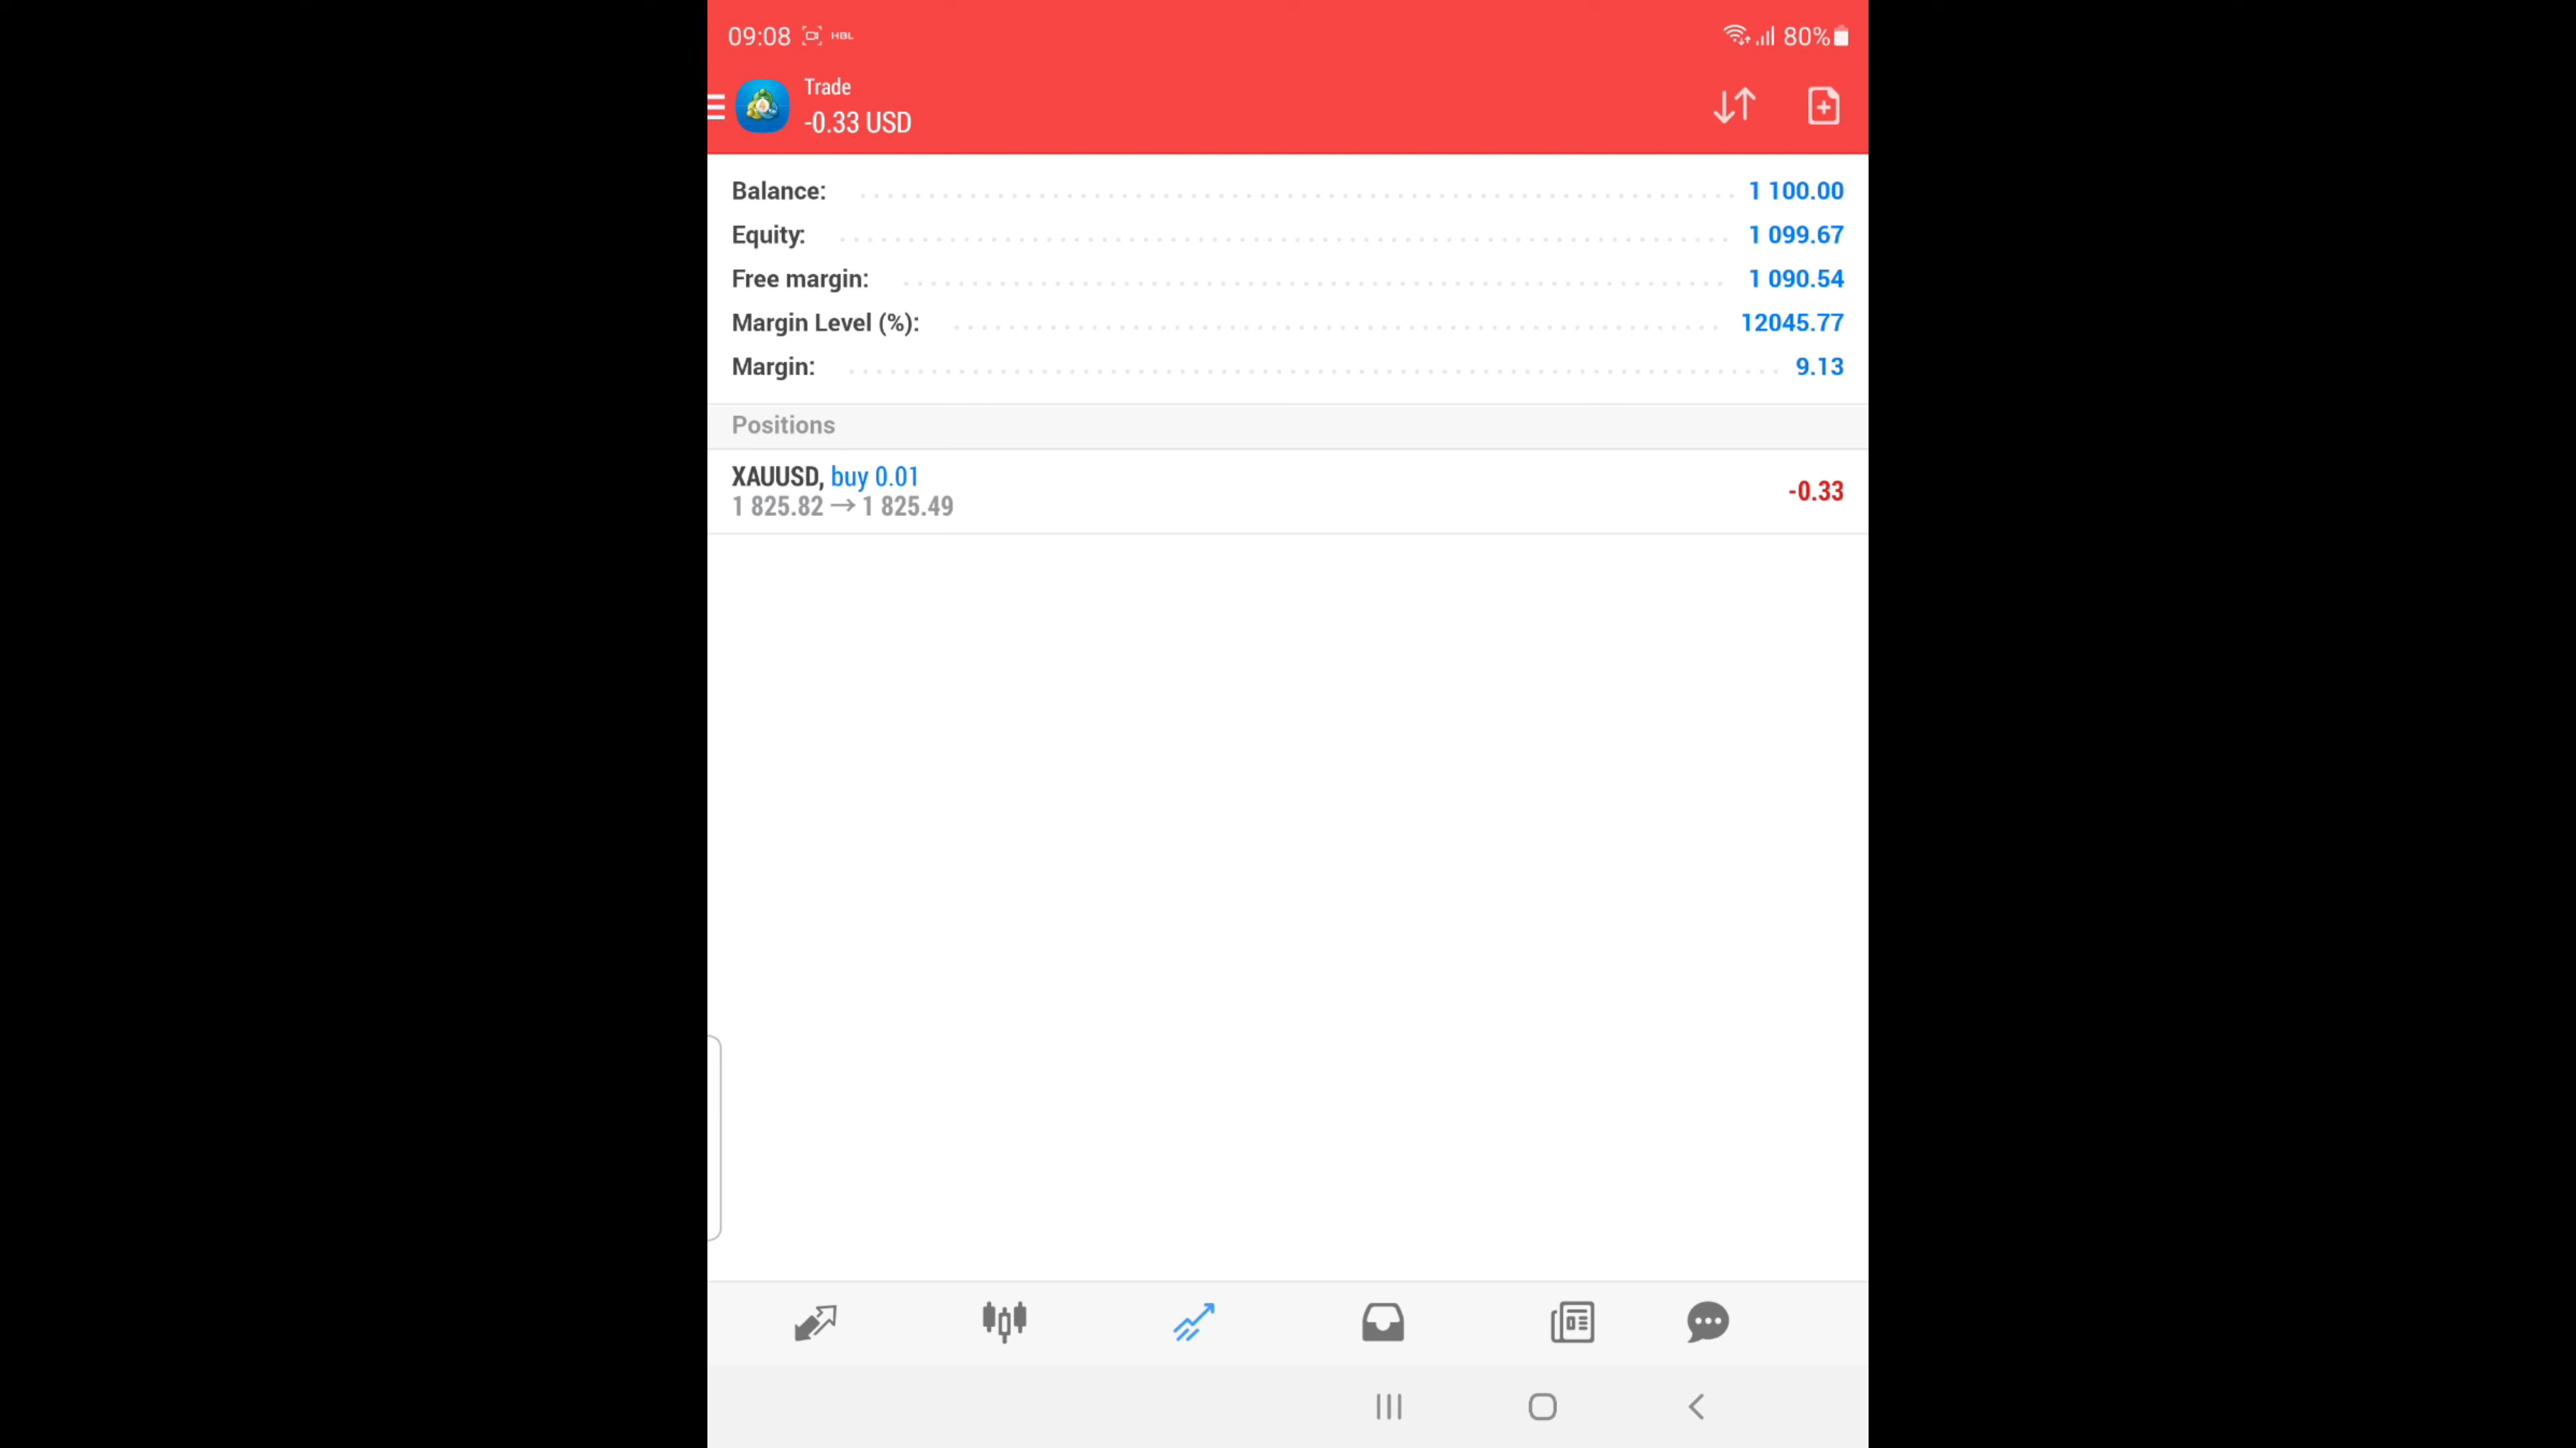 09:08 HBL 80%
Trade
-0.33 USD
Balance: 1 100.00
Equity: 1 099.67
Free margin: 1 090.54
Margin Level (%): 12045.77
Margin: 9.13
Positions
XAUUSD, buy 0.01
1 825.82 → 1 825.49 -0.33